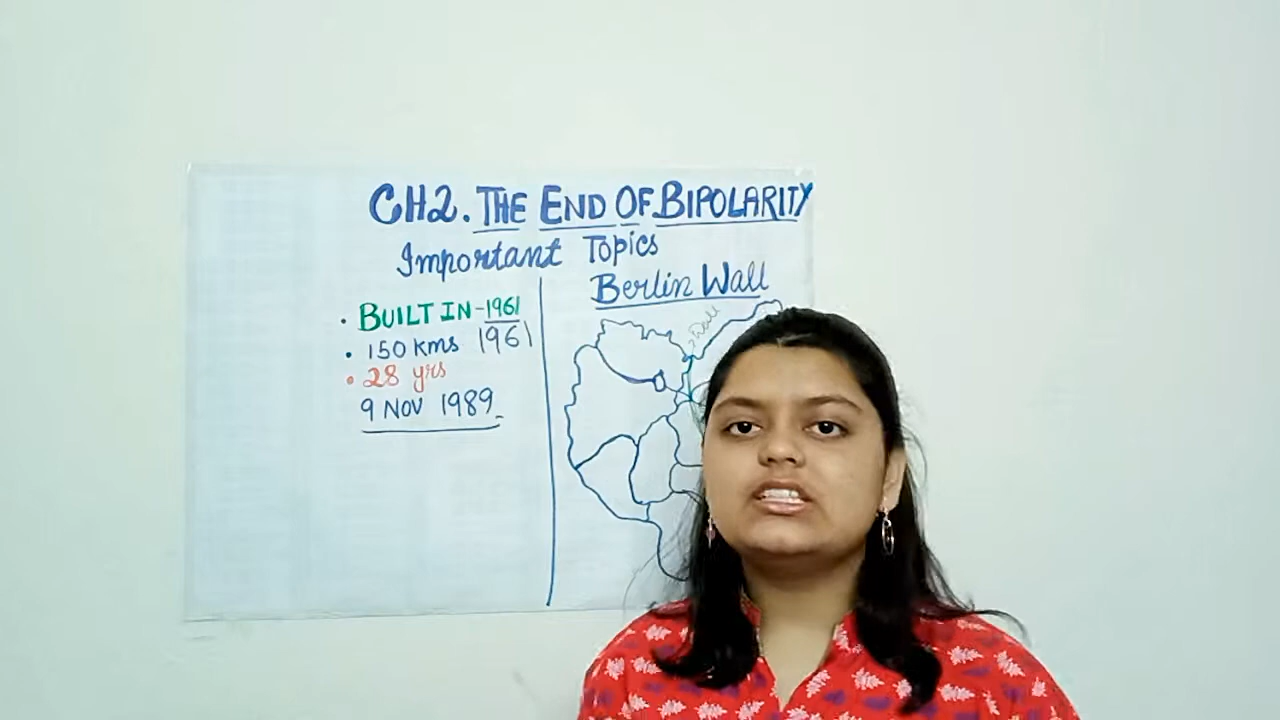 CH2. THE END OF BIPOLARITY
Important Topics
Berlin Wall
• BUILT IN - 1961
• 150 kms 1961
• 28 yrs
9 NOV 1989
Wall